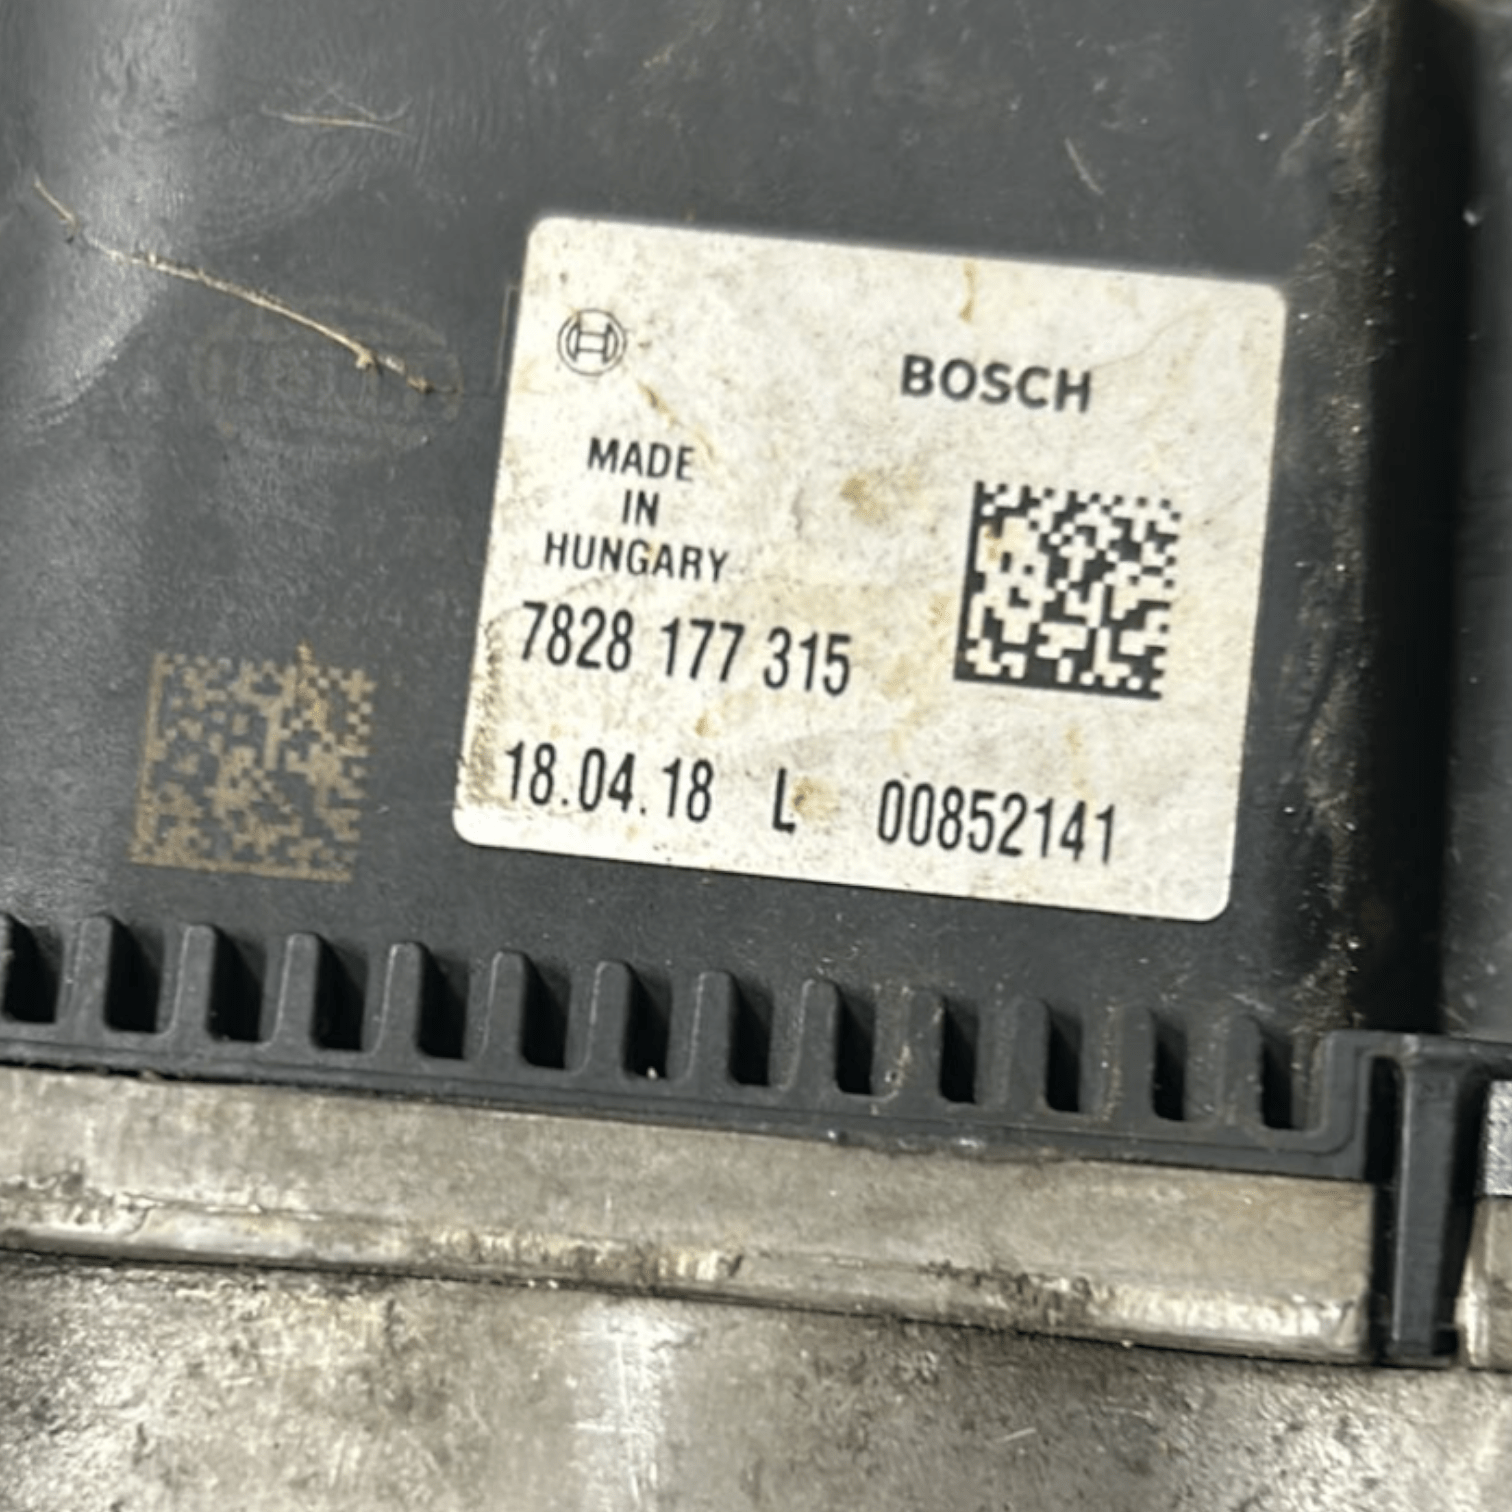 BOSCH
MADE
IN
HUNGARY
7828 177 315
18.04.18 L 00852141